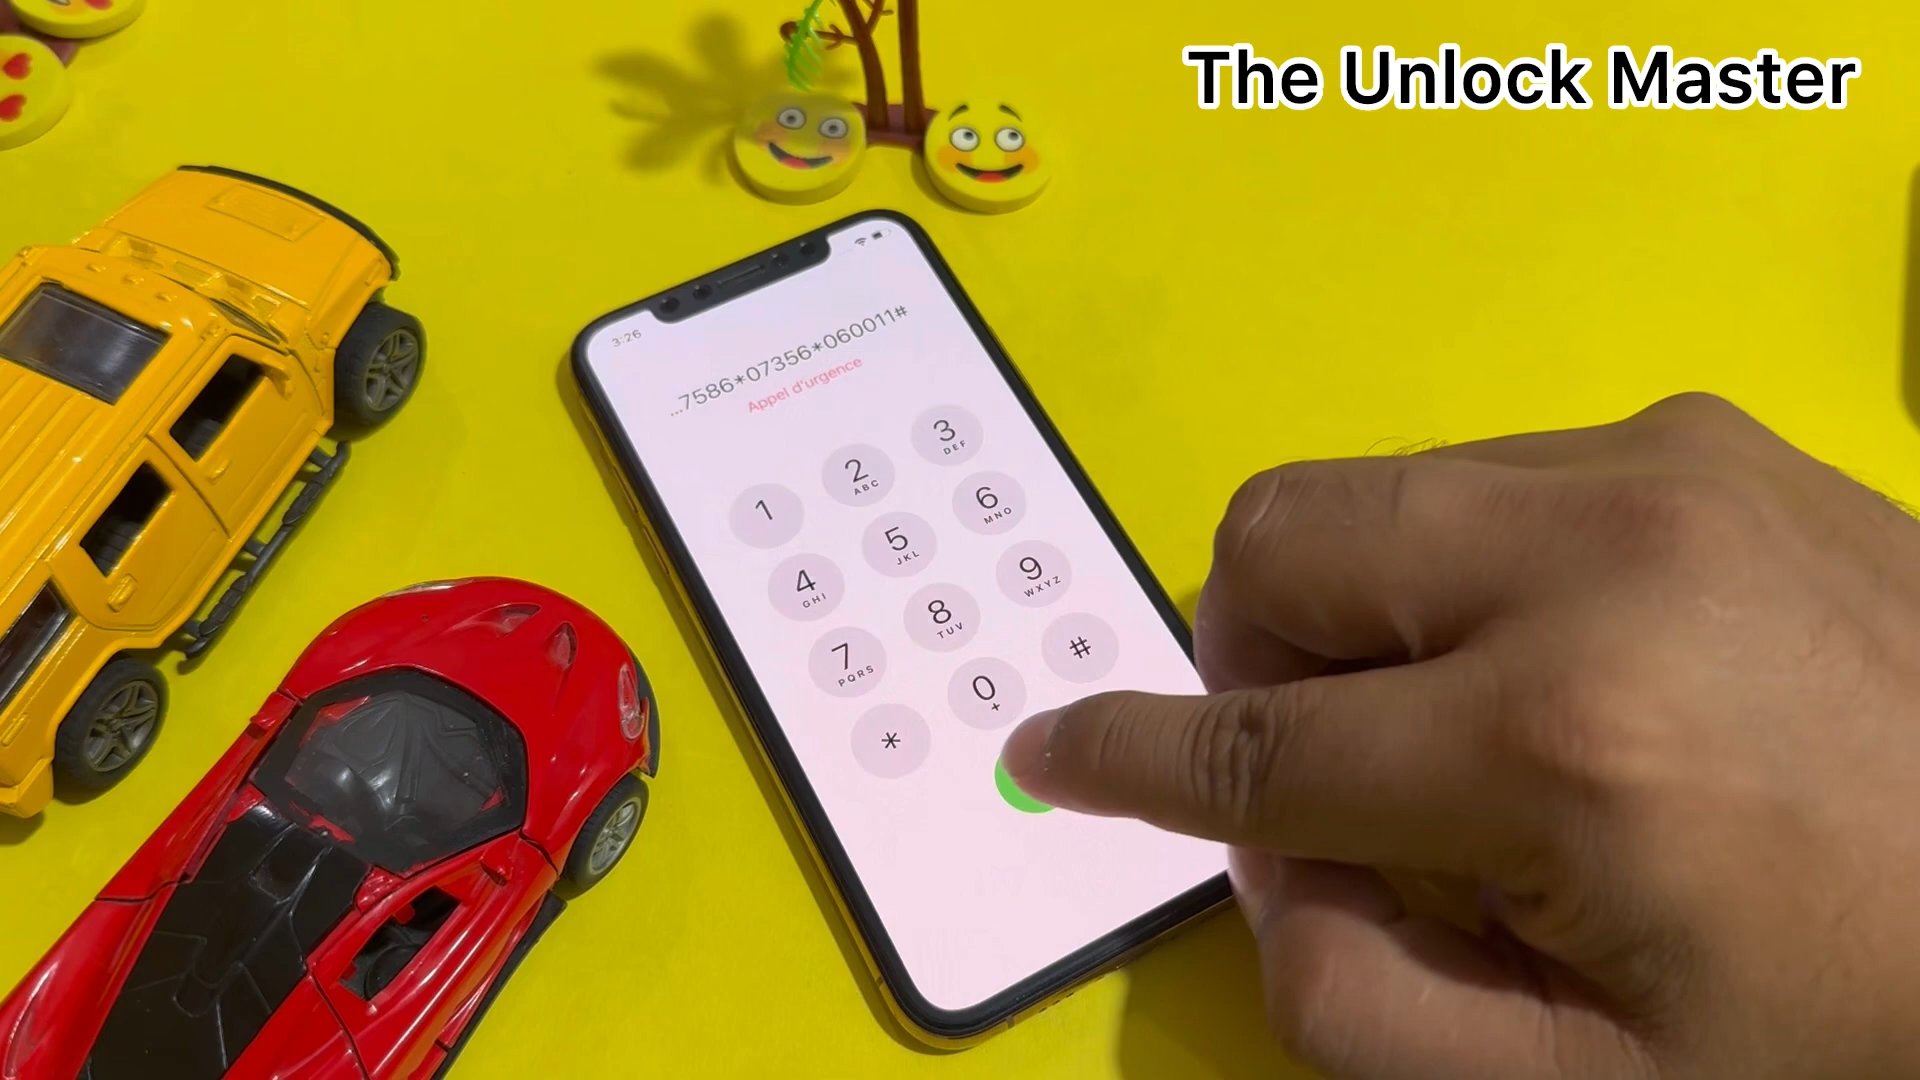 The Unlock Master
3:26
...7586*07356*060011#
Appel d'urgence
1
2
ABC
3
DEF
4
GHI
5
JKL
6
MNO
7
PQRS
8
TUV
9
WXYZ
*
0
+
#